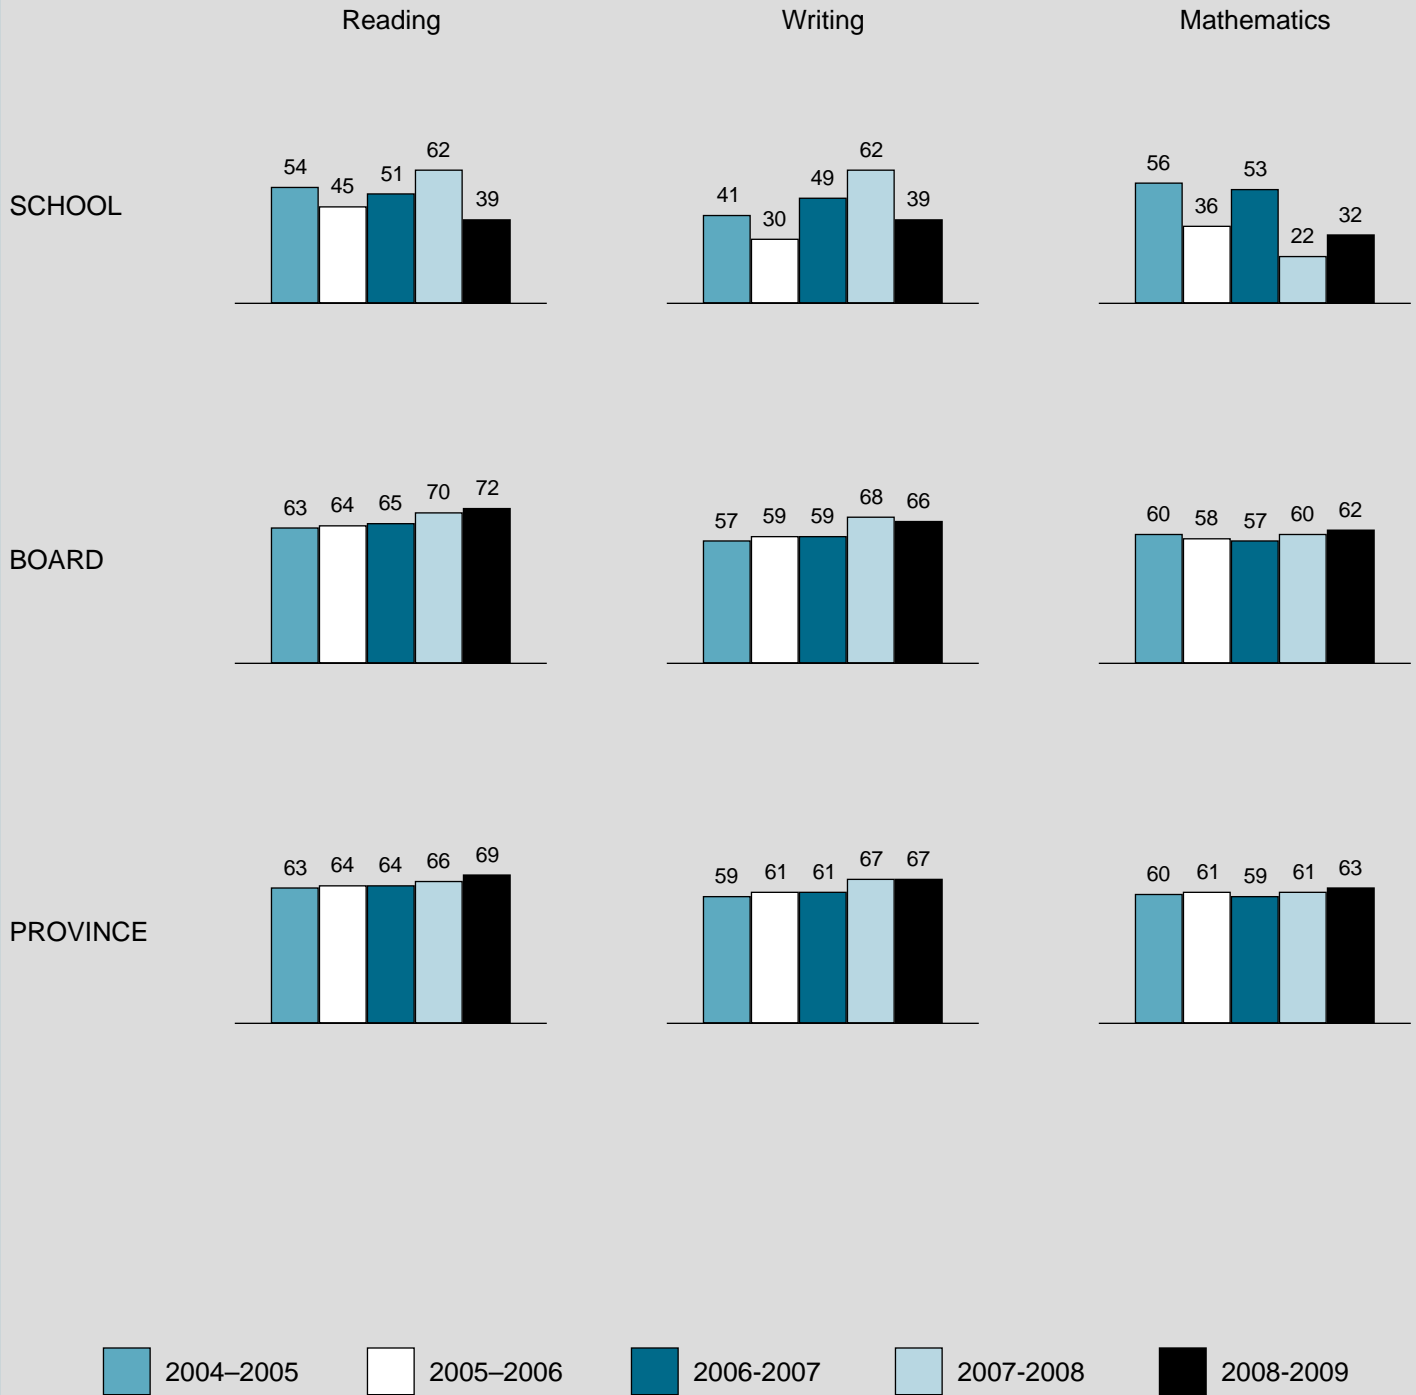 Reading Writing Mathematics
SCHOOL
54 45 51 62 39
41 30 49 62 39
56 36 53 22 32
BOARD
63 64 65 70 72
57 59 59 68 66
60 58 57 60 62
PROVINCE
63 64 64 66 69
59 61 61 67 67
60 61 59 61 63
2004–2005 2005–2006 2006-2007 2007-2008 2008-2009